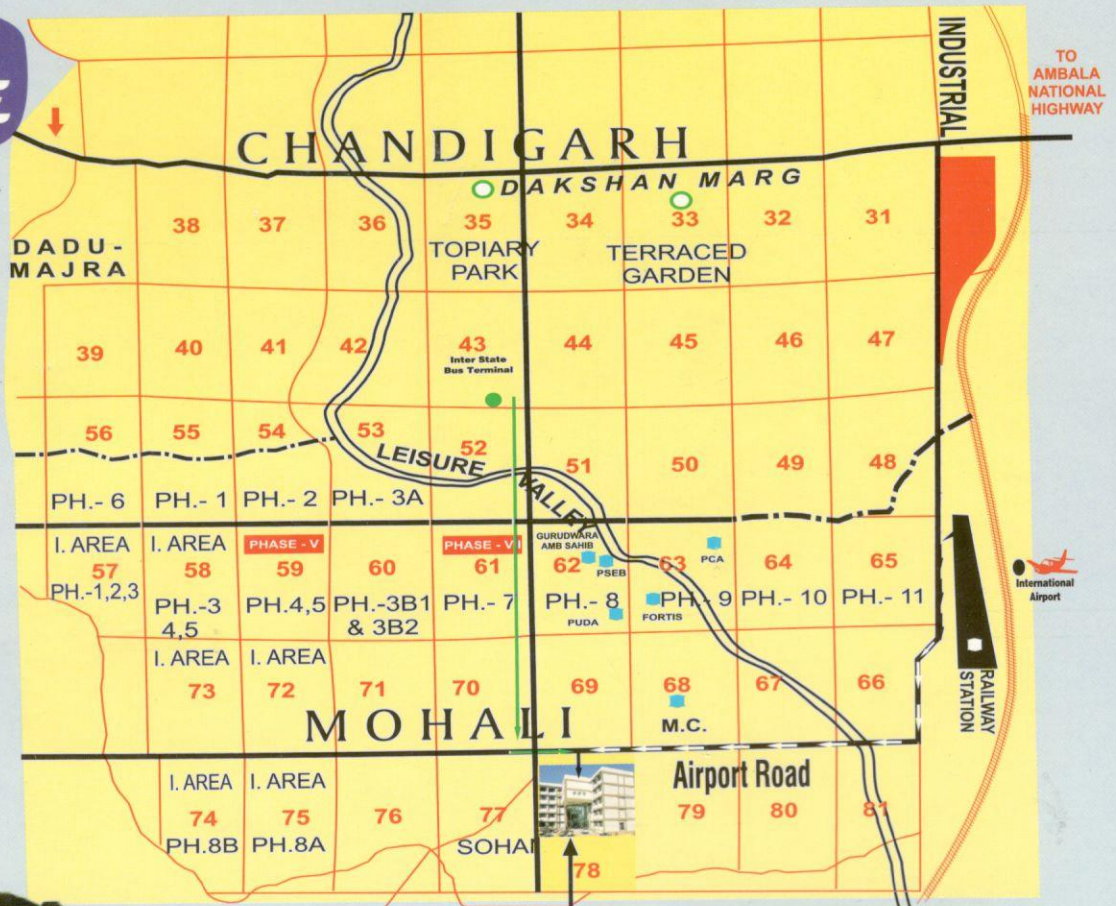 E
INDUSTRIAL
TO
AMBALA
NATIONAL
HIGHWAY
CHANDIGARH
DAKSHAN MARG
38 37 36 35 34 33 32 31
DADU-
MAJRA
TOPIARY
PARK
TERRACED
GARDEN
39 40 41 42 43 44 45 46 47
Inter State
Bus Terminal
56 55 54 53 52 51 50 49 48
LEISURE VALLEY
PH.- 6 PH.- 1 PH.- 2 PH.- 3A
I. AREA I. AREA PHASE - V PHASE - VII GURUDWARA
AMB SAHIB
PCA
57 58 59 60 61 62 PSEB 63 64 65
International
Airport
PH.-1,2,3 PH.-3
4,5
PH.4,5 PH.-3B1
& 3B2
PH.- 7 PH.- 8 PH.- 9 PH.- 10 PH.- 11
PUDA FORTIS
I. AREA I. AREA
73 72 71 70 69 68 67 66
RAILWAY
STATION
MOHALI
M.C.
Airport Road
I. AREA I. AREA
74 75 76 77 79 80 81
PH.8B PH.8A SOHAN
78